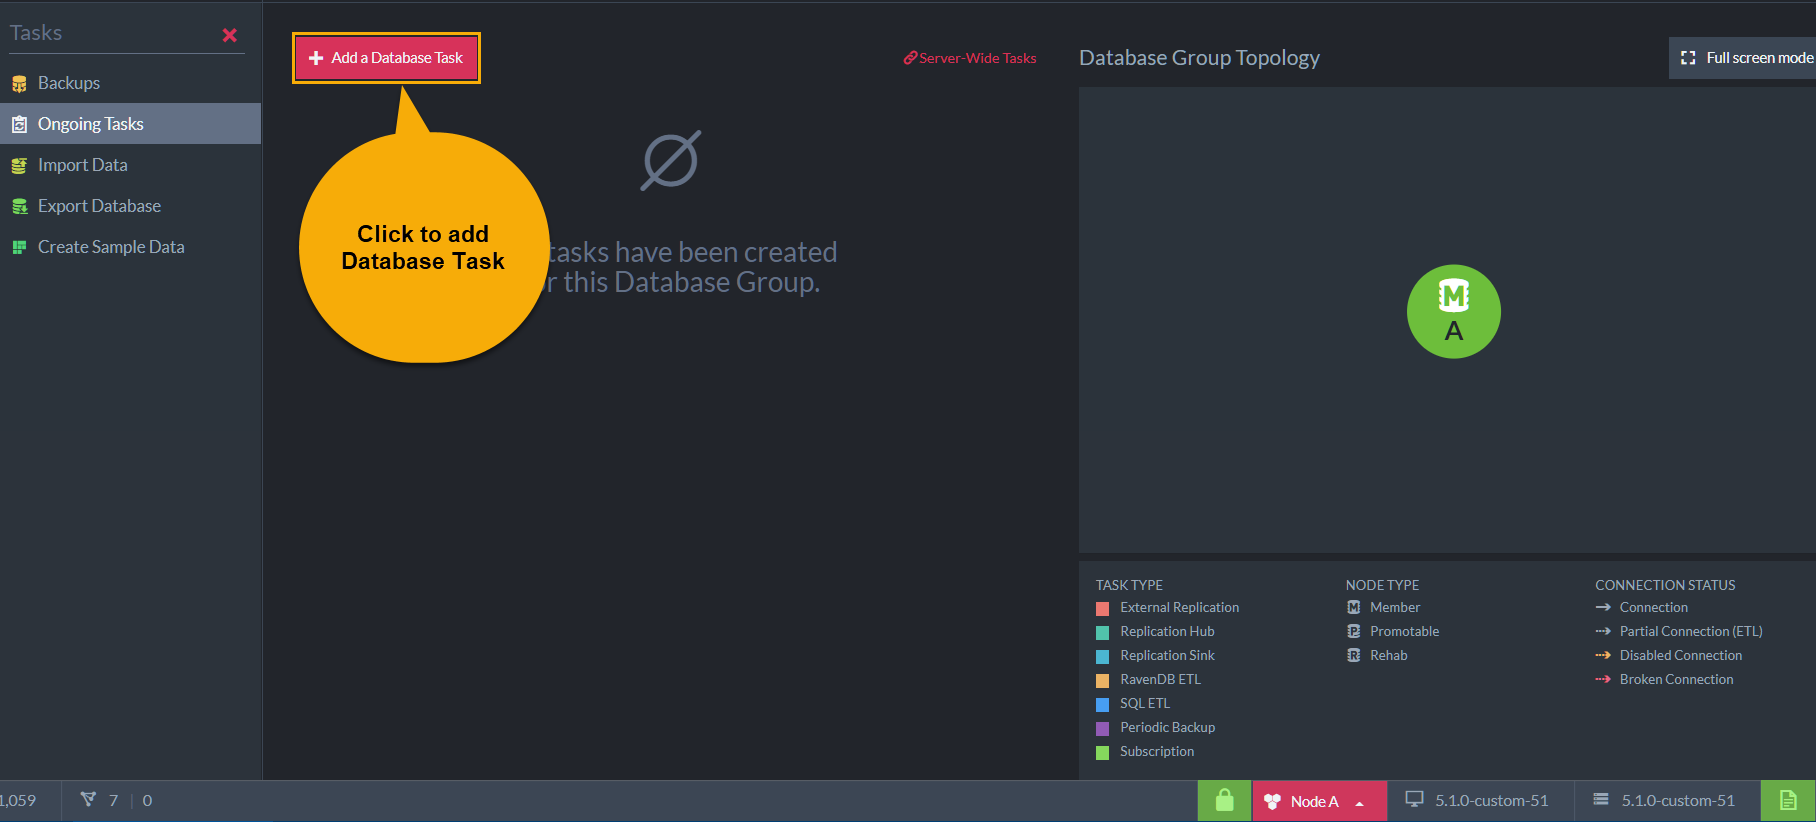 Tasks
Backups
Ongoing Tasks
Import Data
Export Database
Create Sample Data
Add a Database Task
Server-Wide Tasks
Click to add
Database Task
tasks have been created
r this Database Group.
Database Group Topology
Full screen mode
M
A
TASK TYPE
External Replication
Replication Hub
Replication Sink
RavenDB ETL
SQL ETL
Periodic Backup
Subscription
NODE TYPE
M Member
P Promotable
R Rehab
CONNECTION STATUS
Connection
Partial Connection (ETL)
Disabled Connection
Broken Connection
1,059
7 | 0
Node A
5.1.0-custom-51
5.1.0-custom-51